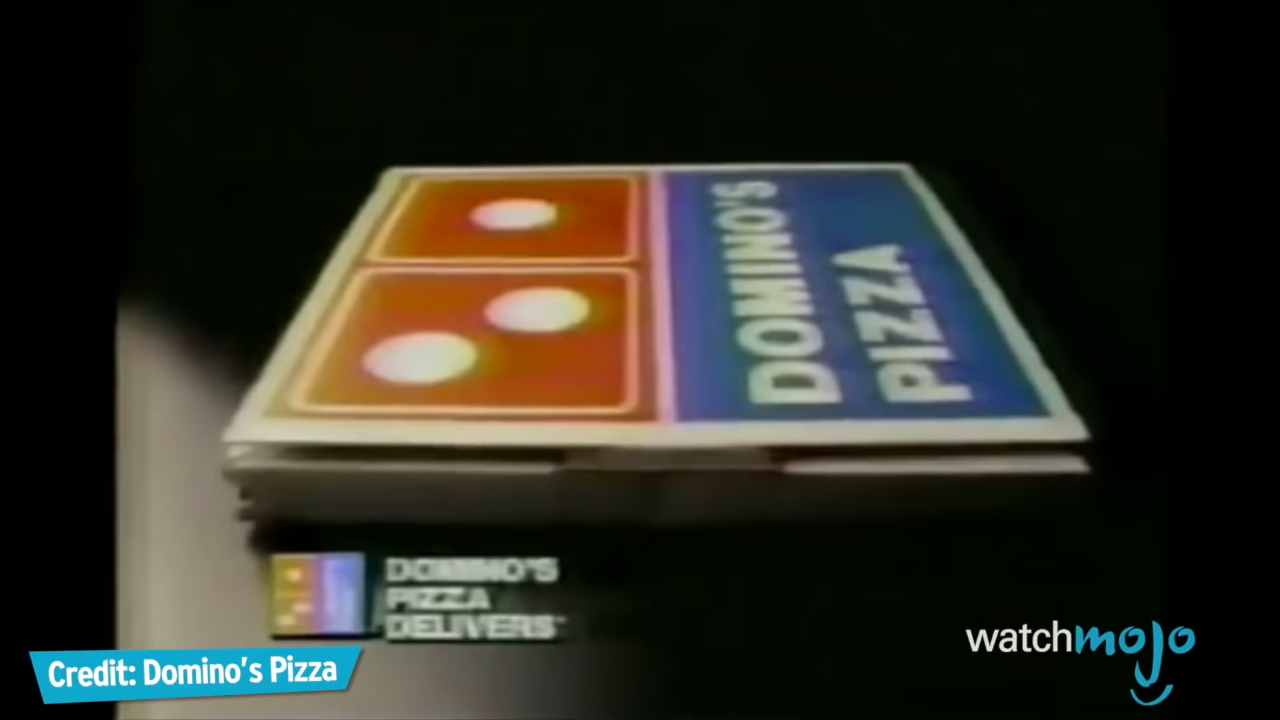 DOMINO'S
PIZZA
DOMINO'S
PIZZA
DELIVERS
Credit: Domino's Pizza
watchmojo